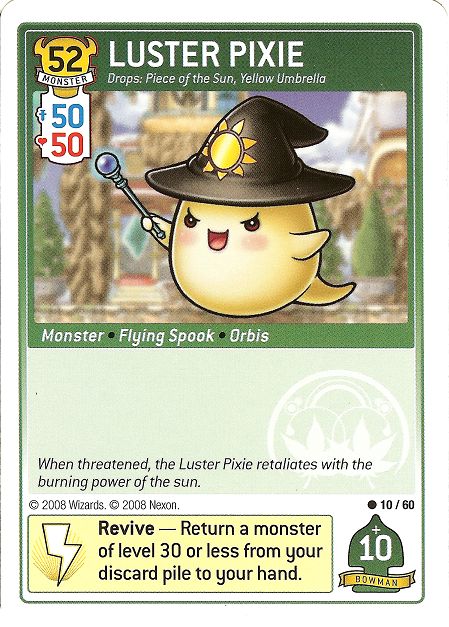 52
MONSTER
LUSTER PIXIE
Drops: Piece of the Sun, Yellow Umbrella
50
50
Monster • Flying Spook • Orbis
When threatened, the Luster Pixie retaliates with the
burning power of the sun.
© 2008 Wizards. © 2008 Nexon.
● 10 / 60
Revive — Return a monster
of level 30 or less from your
discard pile to your hand.
+
10
BOWMAN